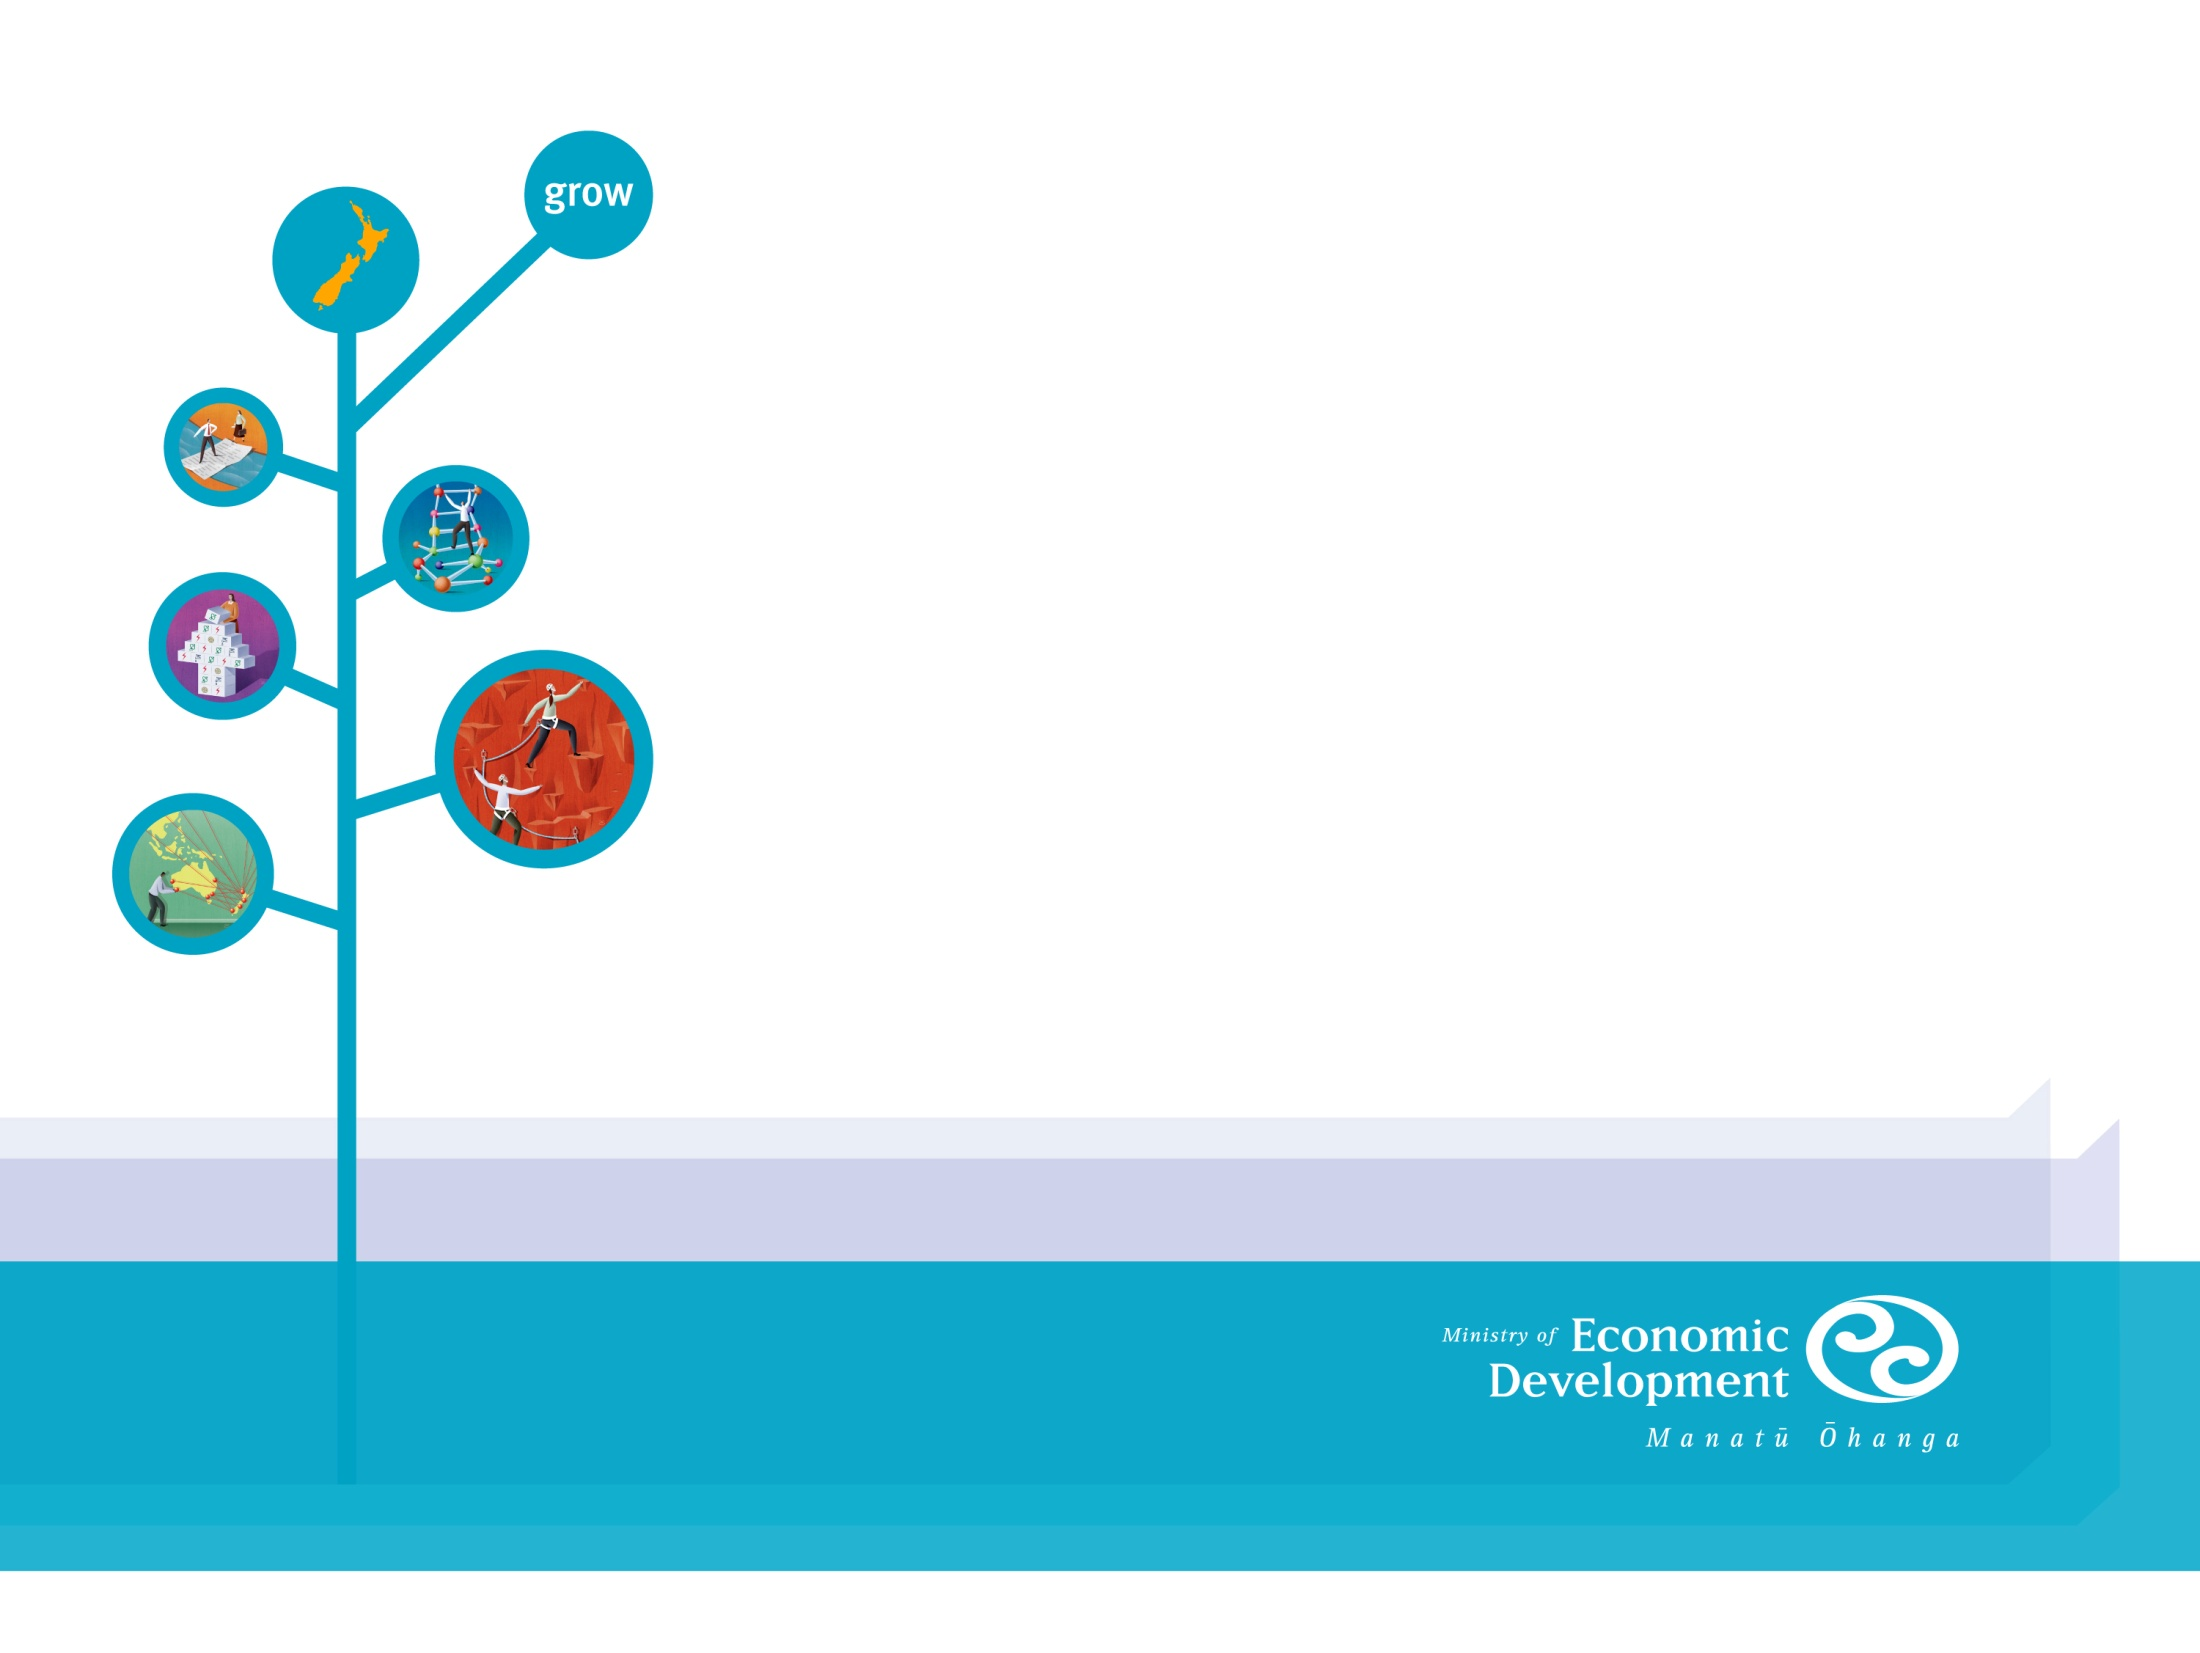 grow
Ministry of Economic
Development
Manatū Ōhanga